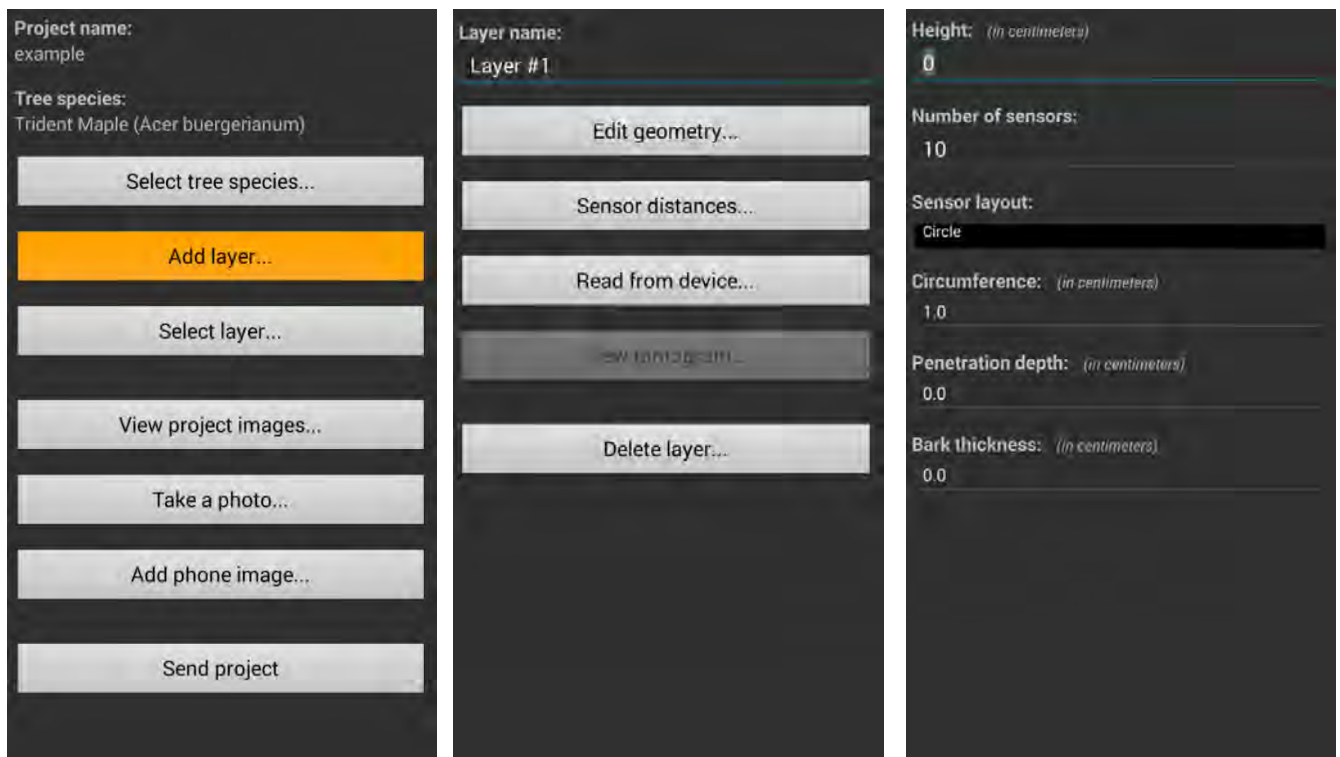 Project name:
example
Tree species:
Trident Maple (Acer buergerianum)
Select tree species...
Add layer...
Select layer...
View project images...
Take a photo...
Add phone image...
Send project
Layer name:
Layer #1
Edit geometry...
Sensor distances...
Read from device...
Delete layer...
Height: (in centimeters)
0
Number of sensors:
10
Sensor layout:
Circle
Circumference: (in centimeters)
1.0
Penetration depth: (in centimeters)
0.0
Bark thickness: (in centimeters)
0.0